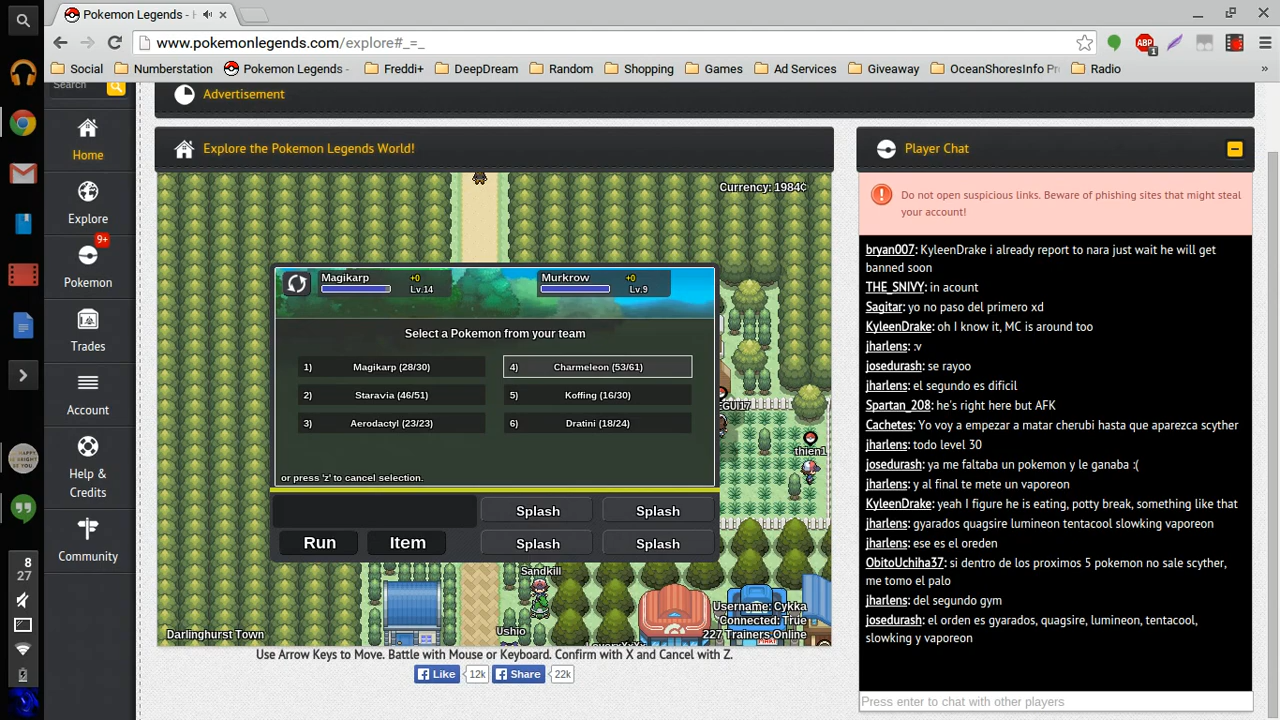 Pokemon Legends - H
www.pokemonlegends.com/explore#_=_
ABP 1
Social Numberstation Pokemon Legends - Freddi+ DeepDream Random Shopping Games Ad Services Giveaway OceanShoresInfo Pr Radio »
Search
Home
Explore
9+
Pokemon
Trades
Account
Help &
Credits
Community
8
27
Advertisement
Explore the Pokemon Legends World!
Currency: 1984¢
Magikarp +0
Lv.14
Murkrow +0
Lv.9
Select a Pokemon from your team
1) Magikarp (28/30)
4) Charmeleon (53/61)
2) Staravia (46/51)
5) Koffing (16/30)
3) Aerodactyl (23/23)
6) Dratini (18/24)
or press 'z' to cancel selection.
Splash Splash
Run Item Splash Splash
EGUI17
thien1
Sandkill
Ushio
Darlinghurst Town
Username: Cykka
Connected: True
227 Trainers Online
Use Arrow Keys to Move. Battle with Mouse or Keyboard. Confirm with X and Cancel with Z.
Like 12k Share 22k
Player Chat
Do not open suspicious links. Beware of phishing sites that might steal
your account!
bryan007: KyleenDrake i already report to nara just wait he will get
banned soon
THE_SNIVY: in acount
Sagitar: yo no paso del primero xd
KyleenDrake: oh I know it, MC is around too
jharlens: :v
josedurash: se rayoo
jharlens: el segundo es dificil
Spartan_208: he's right here but AFK
Cachetes: Yo voy a empezar a matar cherubi hasta que aparezca scyther
jharlens: todo level 30
josedurash: ya me faltaba un pokemon y le ganaba :(
jharlens: y al final te mete un vaporeon
KyleenDrake: yeah I figure he is eating, potty break, something like that
jharlens: gyarados quagsire lumineon tentacool slowking vaporeon
jharlens: ese es el oreden
ObitoUchiha37: si dentro de los proximos 5 pokemon no sale scyther,
me tomo el palo
jharlens: del segundo gym
josedurash: el orden es gyarados, quagsire, lumineon, tentacool,
slowking y vaporeon
Press enter to chat with other players